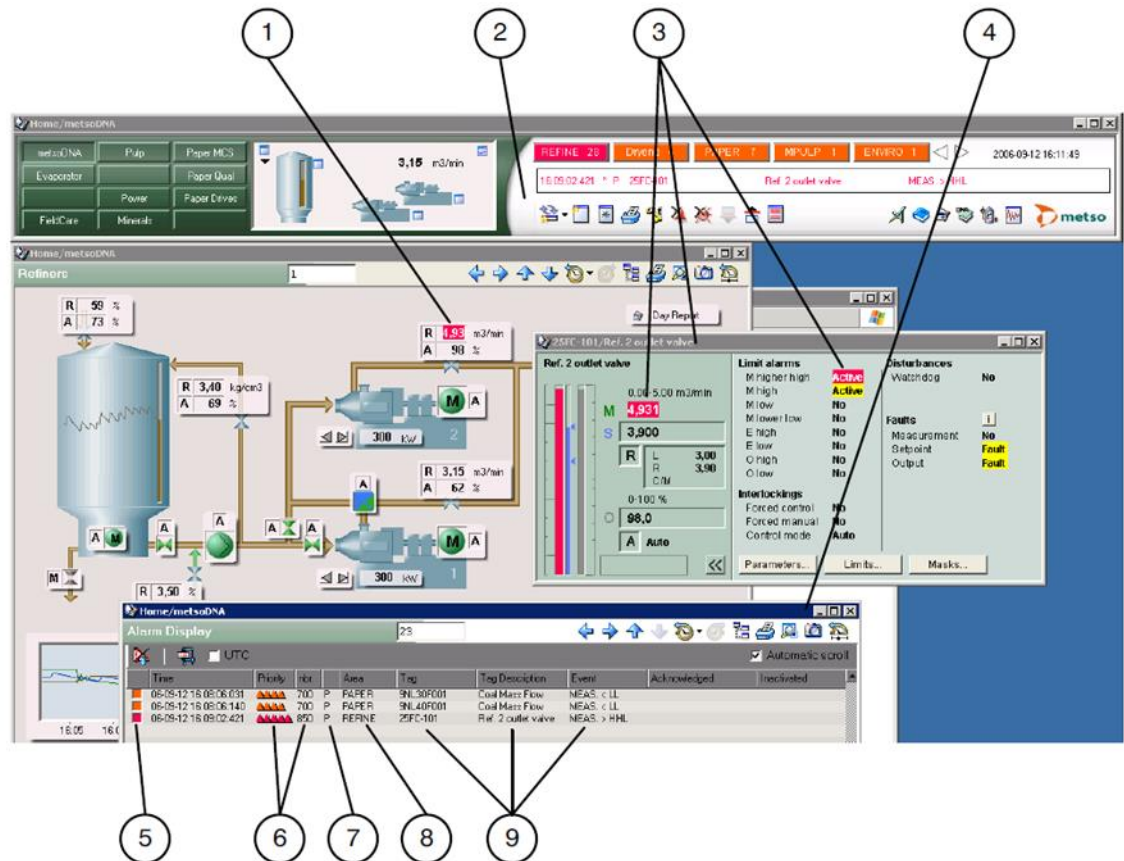 1 2 3 4
Home/metsoDNA
metsoDNA Pulp Paper MCS
Evaporator Paper Qual
Power Paper Drives
FieldCare Minerals
3,15 m3/min
REFINE 28 PAPER 7 MPULP 1 ENVIRO 1 2006-09-12 16:11:49
16:09:02:421 * P 25FC-101 Ref. 2 outlet valve MEAS. > HHL
metso
Home/metsoDNA
Refiners 1
R 59 %
A 73 %
Day Report
R 4,93 m3/min
A 98 %
R 3,40 kg/cm3
A 69 %
M A
300 kW 2
R 3,15 m3/min
A 62 %
A
A M A A A A
M A
M
300 kW 1
R 3,50 %
25FC-101/Ref. 2 outlet valve
Ref. 2 outlet valve
0.00-5.00 m3/min
M 4,931
S 3,900
R L 3,00
R 3,90
C/M
0-100 %
O 98,0
A Auto
Limit alarms
M higher high Active
M high Active
M low No
M lower low No
E high No
E low No
O high No
O low No
Interlockings
Forced control No
Forced manual No
Control mode Auto
Disturbances
Watchdog No
Faults i
Measurement No
Setpoint Fault
Output Fault
Parameters... Limits... Masks...
Home/metsoDNA
Alarm Display 23
UTC Automatic scroll
Time Priority nbr Area Tag Tag Description Event Acknowledged Inactivated
06-09-12 16:08:06:031 700 P PAPER 9NL30F001 Coal Mass Flow MEAS. < LL
06-09-12 16:08:06:140 700 P PAPER 9NL40F001 Coal Mass Flow MEAS. < LL
06-09-12 16:09:02:421 850 P REFINE 25FC-101 Ref. 2 outlet valve MEAS. > HHL
16:05
5 6 7 8 9